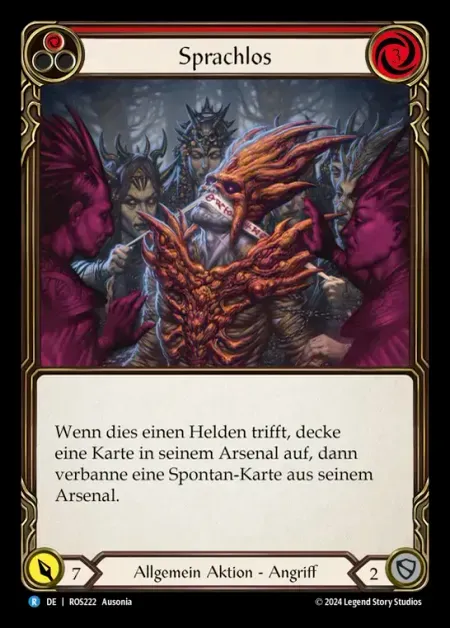 Sprachlos
Wenn dies einen Helden trifft, decke
eine Karte in seinem Arsenal auf, dann
verbanne eine Spontan-Karte aus seinem
Arsenal.
7
Allgemein Aktion - Angriff
2
R DE | ROS222 Ausonia
© 2024 Legend Story Studios